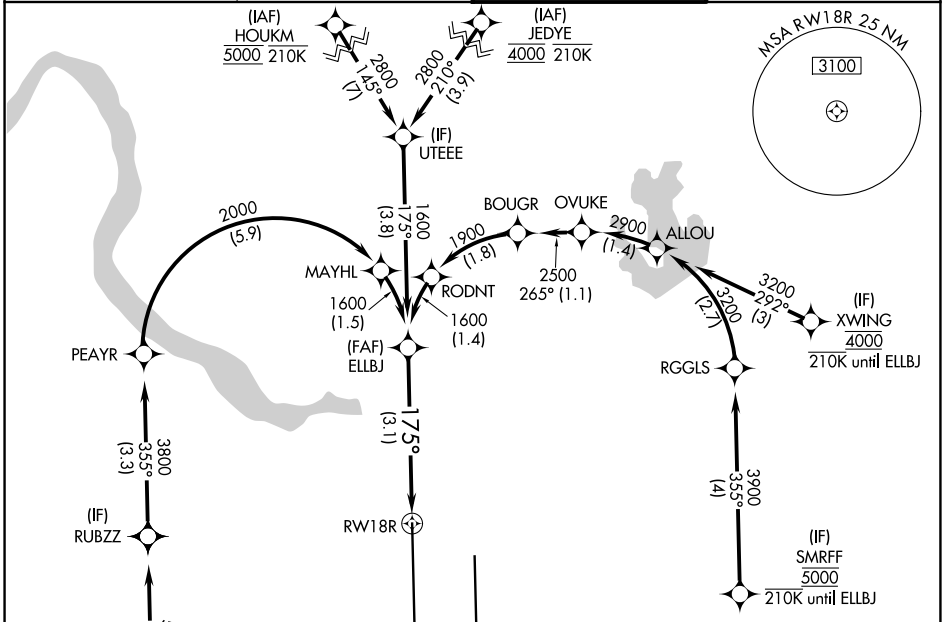 (IAF)
HOUKM
5000 210K
(IAF)
JEDYE
4000 210K
MSA RW18R 25 NM
3100
2800
145°
(7)
2800
210°
(3.9)
(IF)
UTEEE
2000
(5.9)
1600
175°
(3.8)
1900
(1.8)
BOUGR
OVUKE
2900
(1.4)
ALLOU
MAYHL
RODNT
2500
265° (1.1)
1600
(1.5)
1600
(1.4)
3200
(2.7)
3200
292°
(3)
(IF)
XWING
4000
210K until ELLBJ
PEAYR
(FAF)
ELLBJ
RGGLS
175°
(3.1)
3800
355°
(3.3)
3900
355°
(4)
(IF)
RUBZZ
RW18R
(IF)
SMRFF
5000
210K until ELLBJ